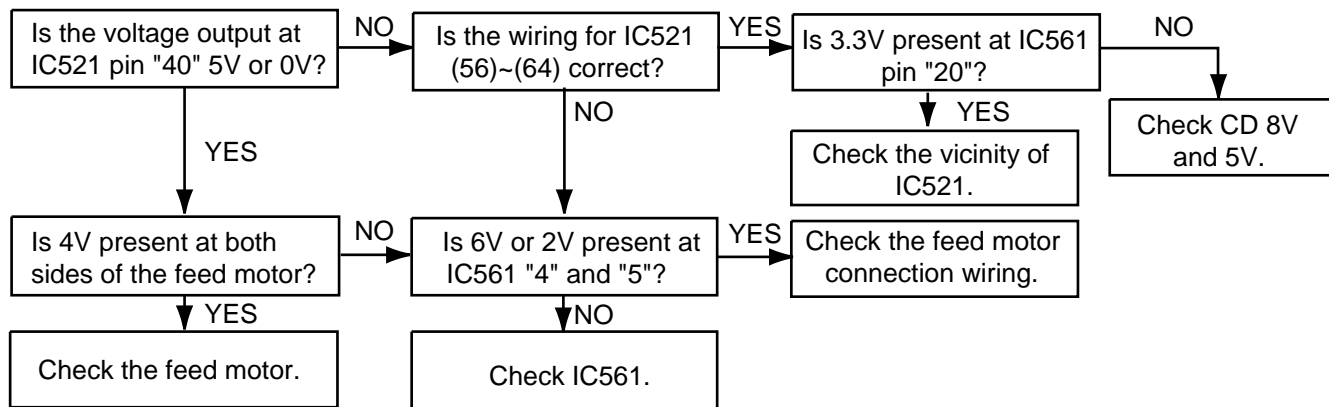 Is the voltage output at
IC521 pin "40" 5V or 0V?
NO
Is the wiring for IC521
(56)~(64) correct?
YES
Is 3.3V present at IC561
pin "20"?
NO
YES
NO
YES
Check the vicinity of
IC521.
Check CD 8V
and 5V.
Is 4V present at both
sides of the feed motor?
NO
Is 6V or 2V present at
IC561 "4" and "5"?
YES
Check the feed motor
connection wiring.
YES
NO
Check the feed motor.
Check IC561.